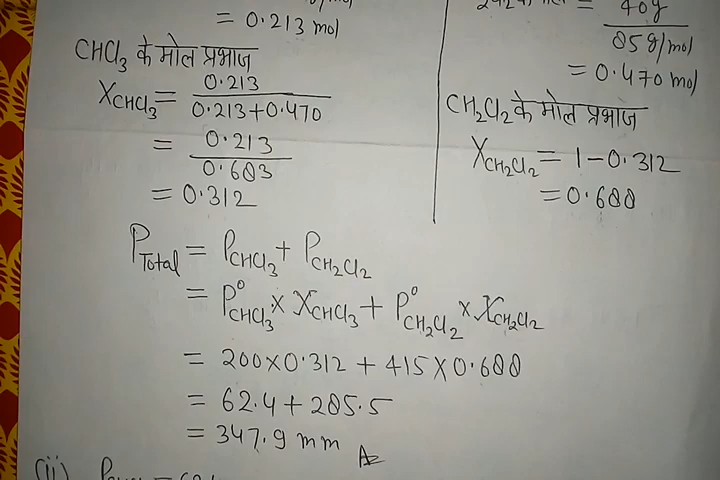 = 0.213 mol
CHCl₃ के मोल प्रभाज
X_CHCl₃ = 0.213 / 0.213+0.470
= 0.213 / 0.683
= 0.312
= 40g / 85 g/mol
= 0.470 mol
CH₂Cl₂ के मोल प्रभाज
X_CH₂Cl₂ = 1 − 0.312
= 0.688
P_Total = P_CHCl₃ + P_CH₂Cl₂
= P°_CHCl₃ × X_CHCl₃ + P°_CH₂Cl₂ × X_CH₂Cl₂
= 200×0.312 + 415×0.688
= 62.4 + 285.5
= 347.9 mm
(ii)